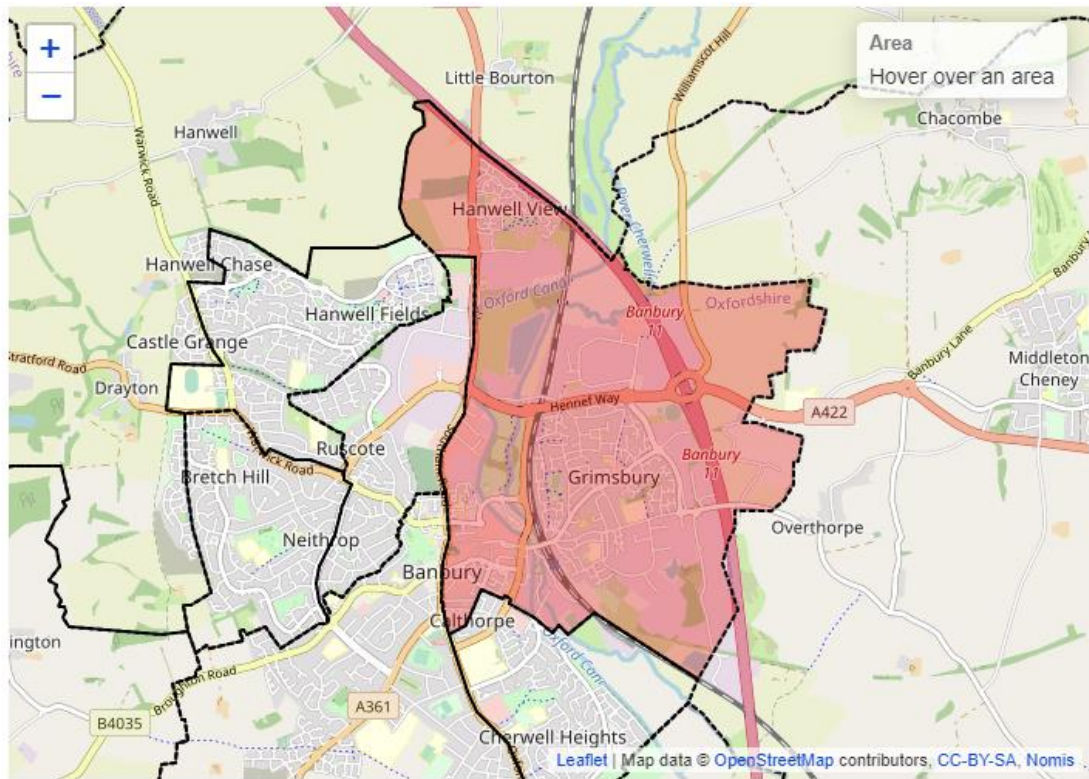 +
−
Area
Hover over an area
Little Bourton
Williamscot Hill
Chacombe
Hanwell
Warwick Road
Hanwell View
River Cherwell
Hanwell Chase
Oxford Canal
Oxfordshire
Banbury
11
Hanwell Fields
Banbury Lane
Castle Grange
Stratford Road
Drayton
Middleton
Cheney
Hennef Way
A422
Ruscote
Bretch Hill
Grimsbury
Banbury
11
Overthorpe
Neithrop
Banbury
Calthorpe
ington
Broughton Road
Oxford Canc
A361
B4035
Cherwell Heights
Leaflet | Map data © OpenStreetMap contributors, CC-BY-SA, Nomis